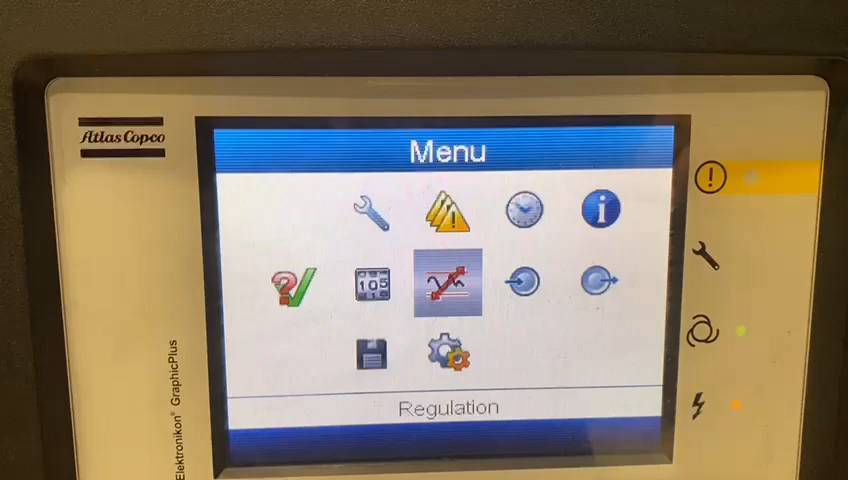 Atlas Copco
Menu
i
105
Regulation
Elektronikon® GraphicPlus